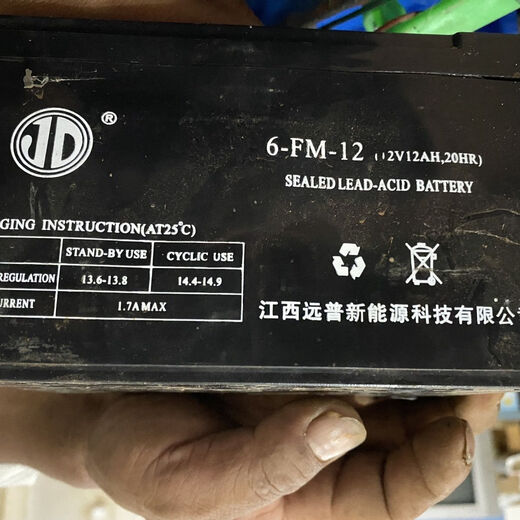 JD ®
6-FM-12 (12V12AH,20HR)
SEALED LEAD-ACID BATTERY
GING INSTRUCTION(AT25℃)
STAND-BY USE CYCLIC USE
REGULATION 13.6-13.8 14.4-14.9
URRENT 1.7A MAX
江西远普新能源科技有限公